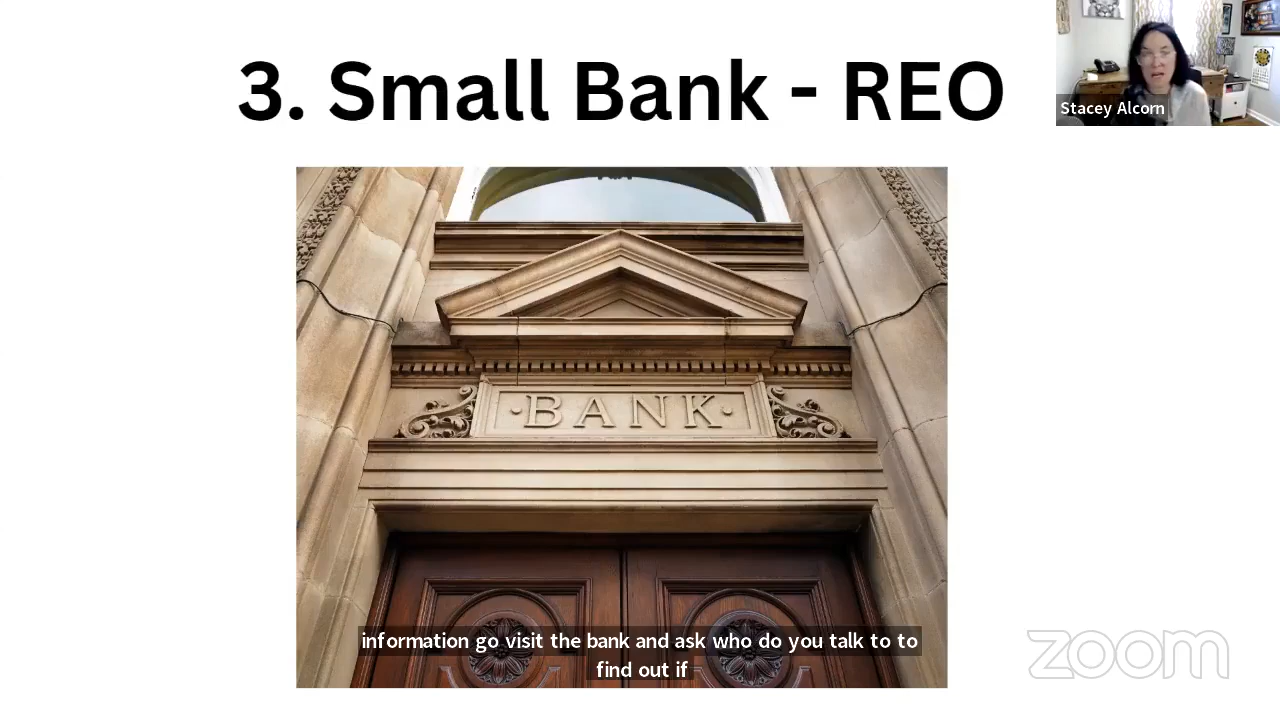 3. Small Bank - REO
Stacey Alcorn
·BANK·
information go visit the bank and ask who do you talk to to
find out if
zoom